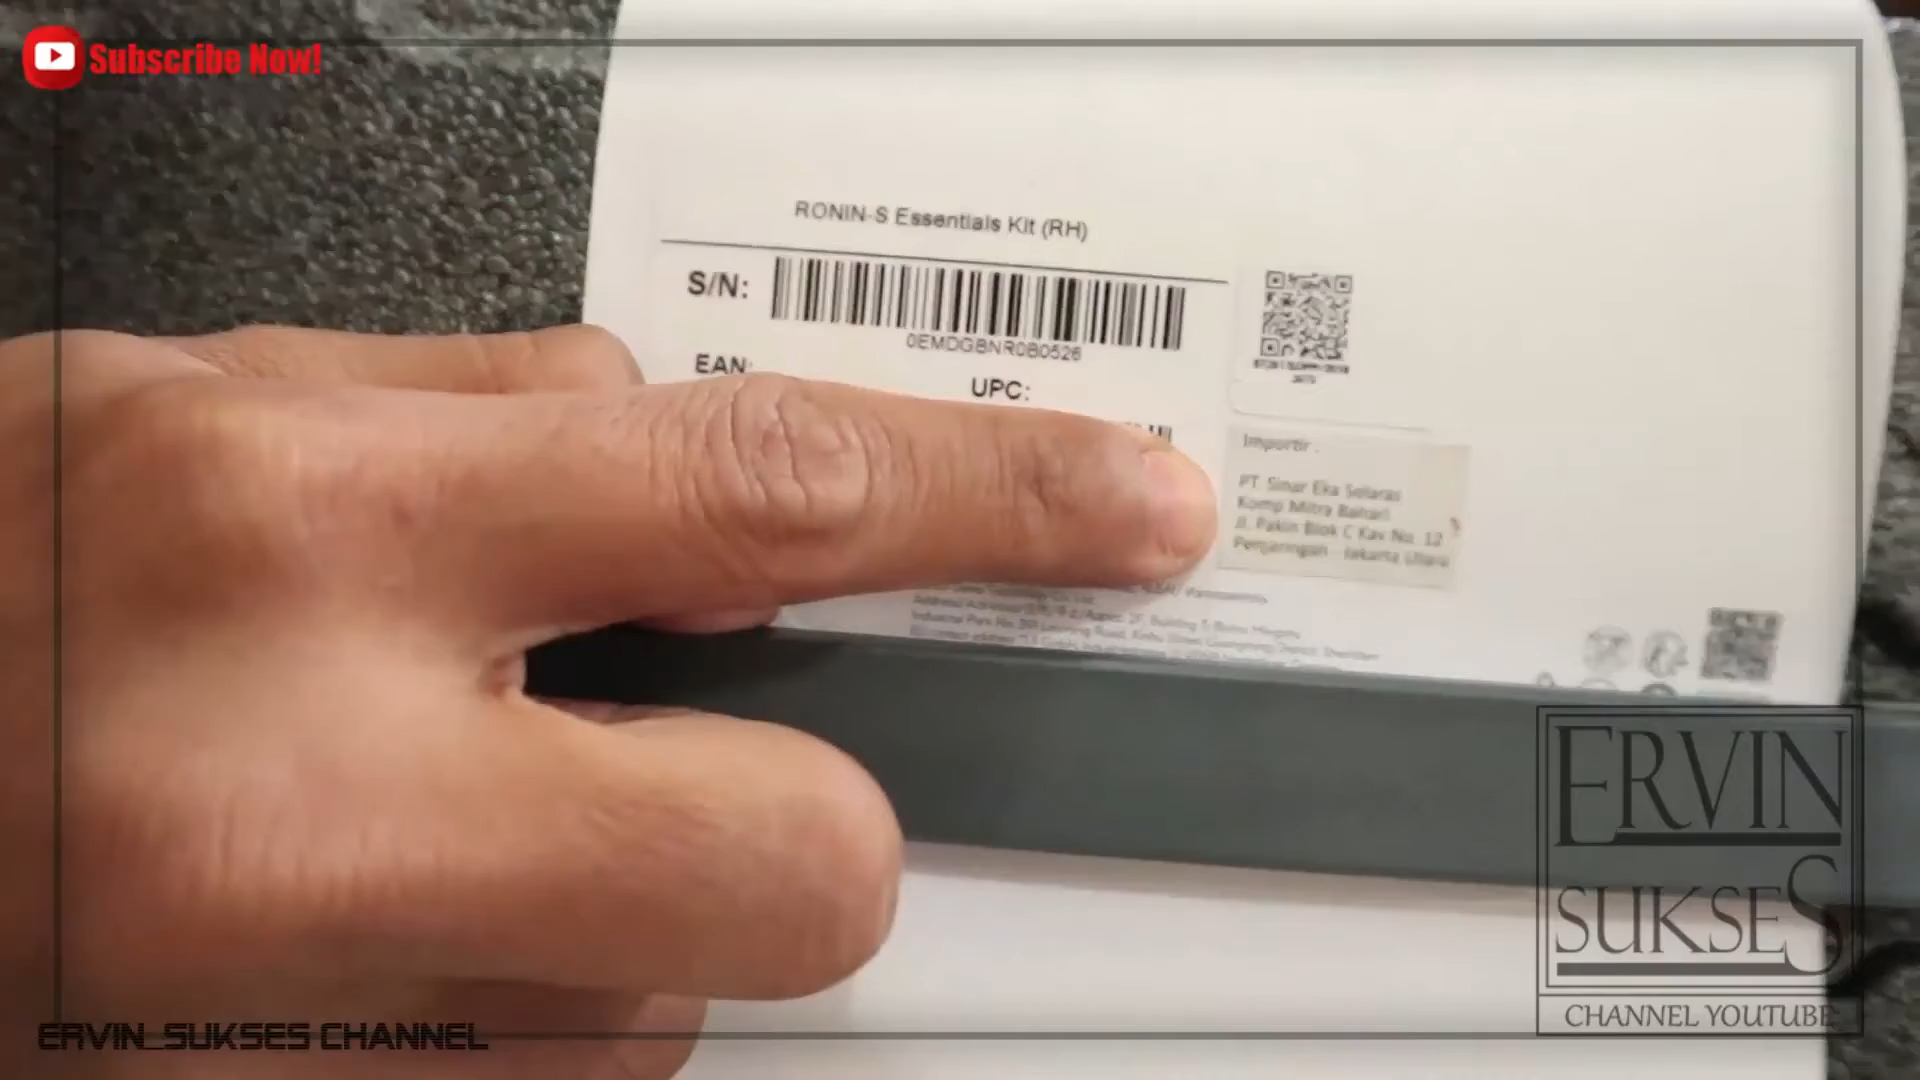 Subscribe Now!
RONIN-S Essentials Kit (RH)
S/N:
0EMDGBNR0B0526
EAN:
UPC:
Importir :
PT. Sinar Eka Selaras
Komp Mitra Bahari
Jl. Pakin Blok C Kav No. 12
Penjaringan - Jakarta Utara
ERVIN
SUKSES
CHANNEL YOUTUBE
ERVIN_SUKSES CHANNEL